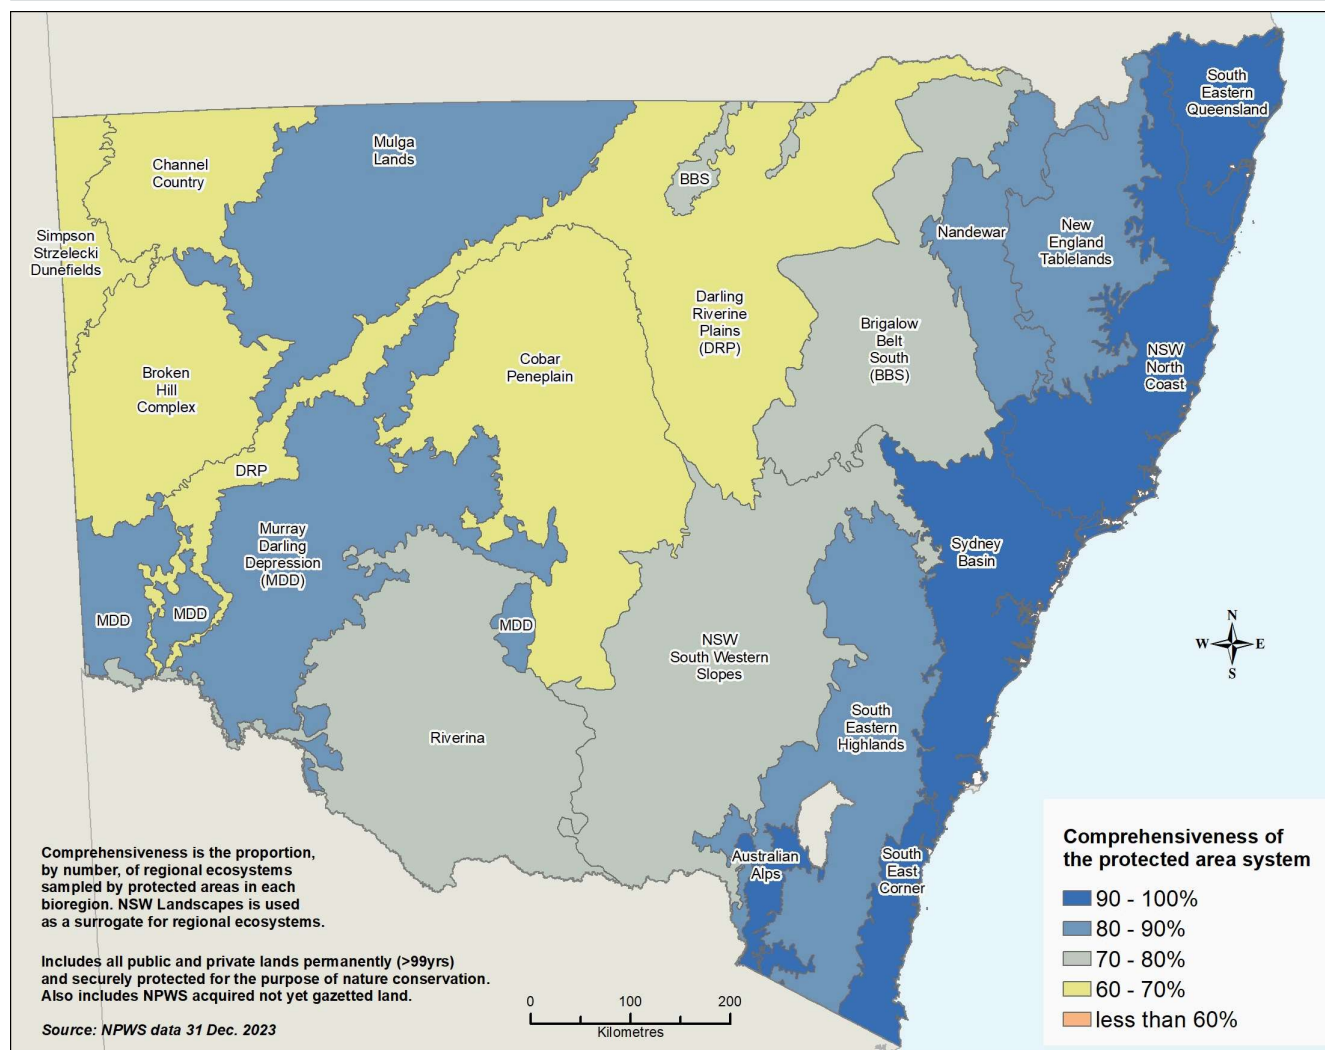 South
Eastern
Queensland
Mulga
Lands
Channel
Country
BBS
Simpson
Strzelecki
Dunefields
Nandewar
New
England
Tablelands
Darling
Riverine
Plains
(DRP)
Brigalow
Belt
South
(BBS)
NSW
North
Coast
Cobar
Peneplain
Broken
Hill
Complex
DRP
Murray
Darling
Depression
(MDD)
Sydney
Basin
MDD
MDD
MDD
NSW
South Western
Slopes
N
W
E
S
Riverina
South
Eastern
Highlands
Australian
Alps
South
East
Corner
Comprehensiveness is the proportion,
by number, of regional ecosystems
sampled by protected areas in each
bioregion. NSW Landscapes is used
as a surrogate for regional ecosystems.
Includes all public and private lands permanently (>99yrs)
and securely protected for the purpose of nature conservation.
Also includes NPWS acquired not yet gazetted land.
Source: NPWS data 31 Dec. 2023
0 100 200
Kilometres
Comprehensiveness of
the protected area system
90 - 100%
80 - 90%
70 - 80%
60 - 70%
less than 60%